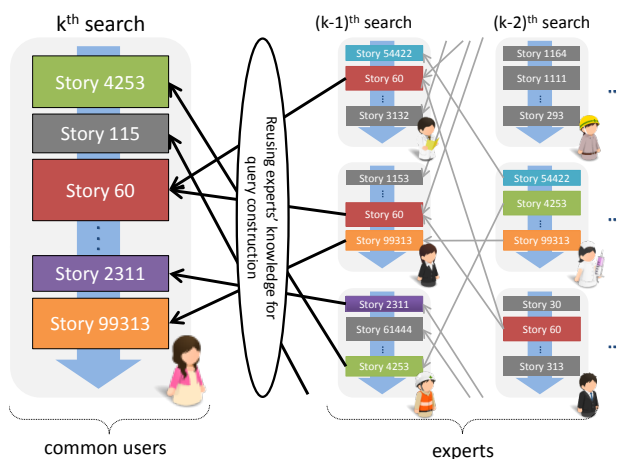 kth search
(k-1)th search
(k-2)th search
Story 4253
Story 115
Story 60
Story 2311
Story 99313
Reusing experts' knowledge for
query construction
Story 54422
Story 60
Story 3132
Story 1153
Story 60
Story 99313
Story 2311
Story 61444
Story 4253
Story 1164
Story 1111
Story 293
Story 54422
Story 4253
Story 99313
Story 30
Story 60
Story 313
common users
experts